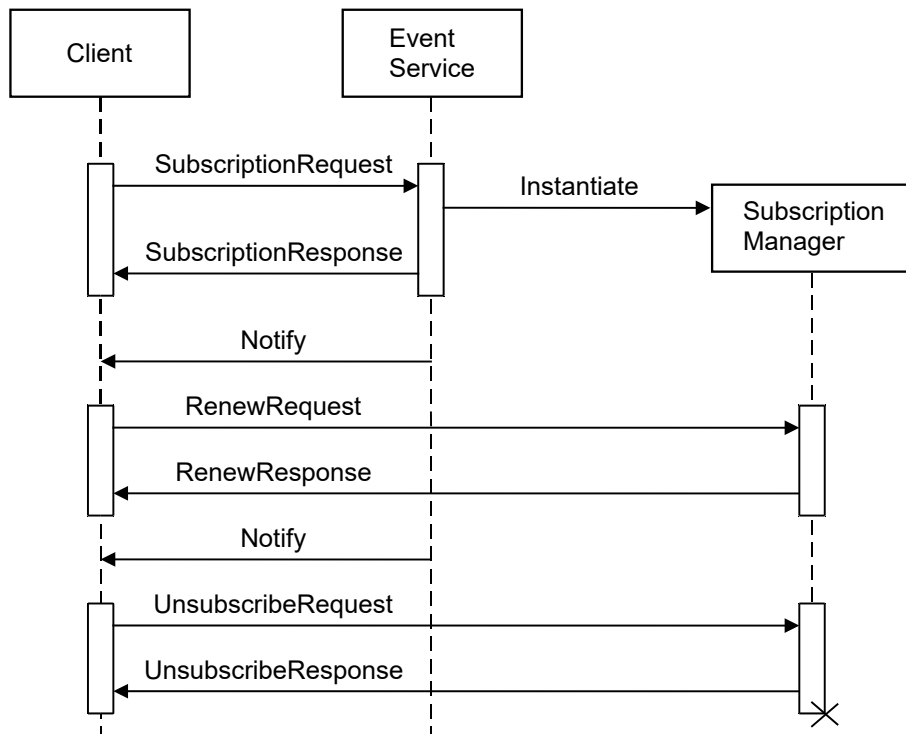 Client
Event
Service
SubscriptionRequest
Instantiate
Subscription
Manager
SubscriptionResponse
Notify
RenewRequest
RenewResponse
Notify
UnsubscribeRequest
UnsubscribeResponse